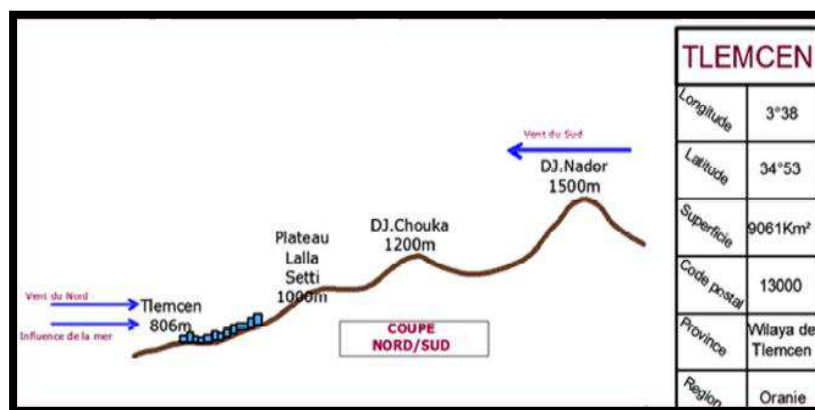 Vent du Sud
DJ.Nador
1500m
DJ.Chouka
1200m
Plateau
Lalla
Setti
1000m
Vent du Nord
Tlemcen
806m
Influence de la mer
COUPE
NORD/SUD
TLEMCEN
Longitude 3°38
Latitude 34°53
Superficie 9061Km²
Code postal 13000
Province Wilaya de
Tlemcen
Region Oranie